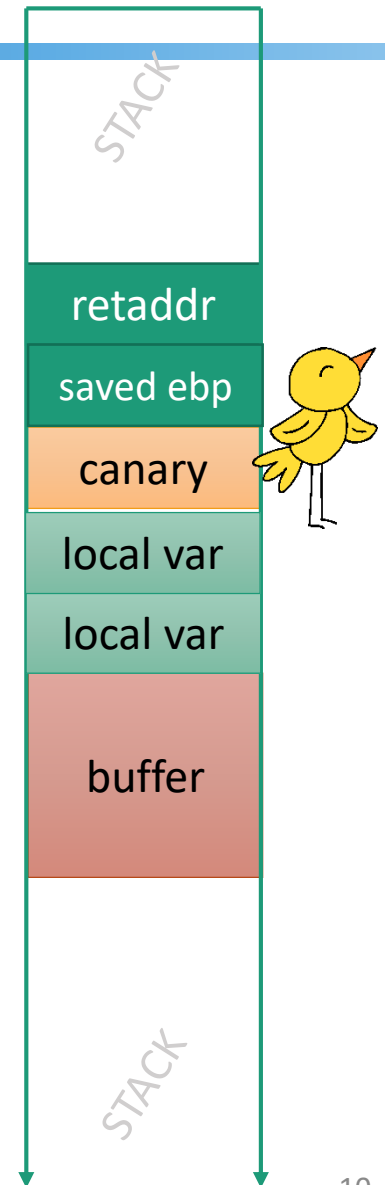 STACK
retaddr
saved ebp
canary
local var
local var
buffer
STACK